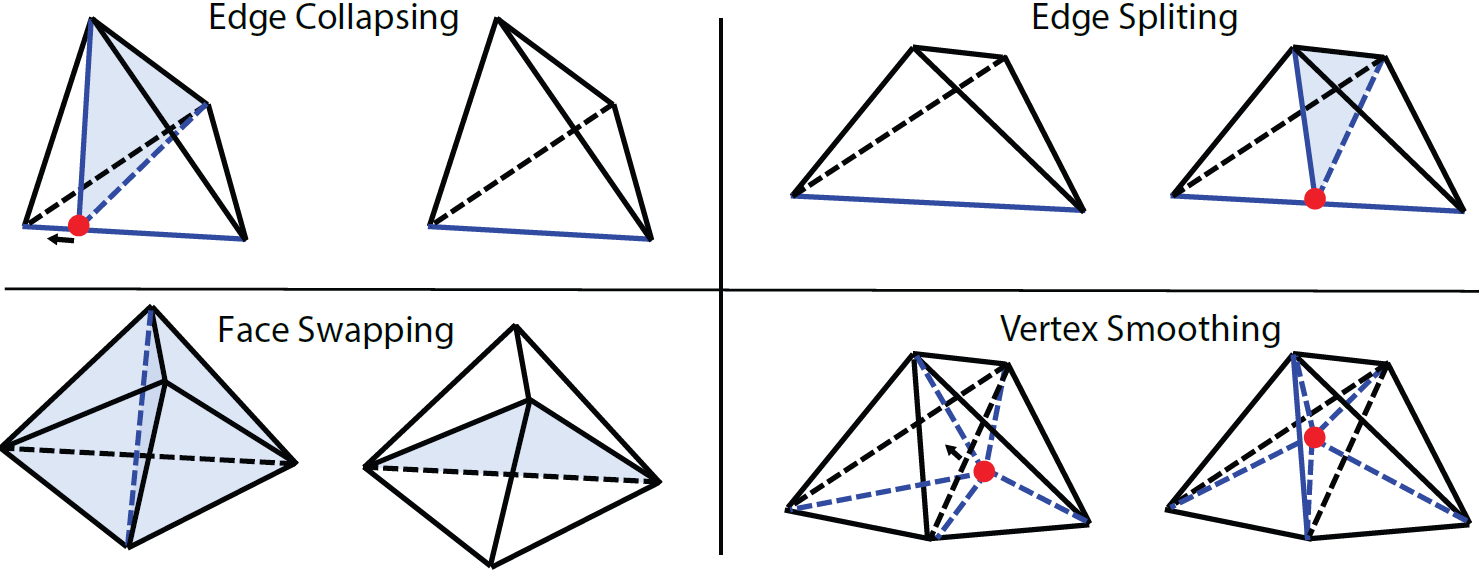 Edge Collapsing
Edge Spliting
Face Swapping
Vertex Smoothing